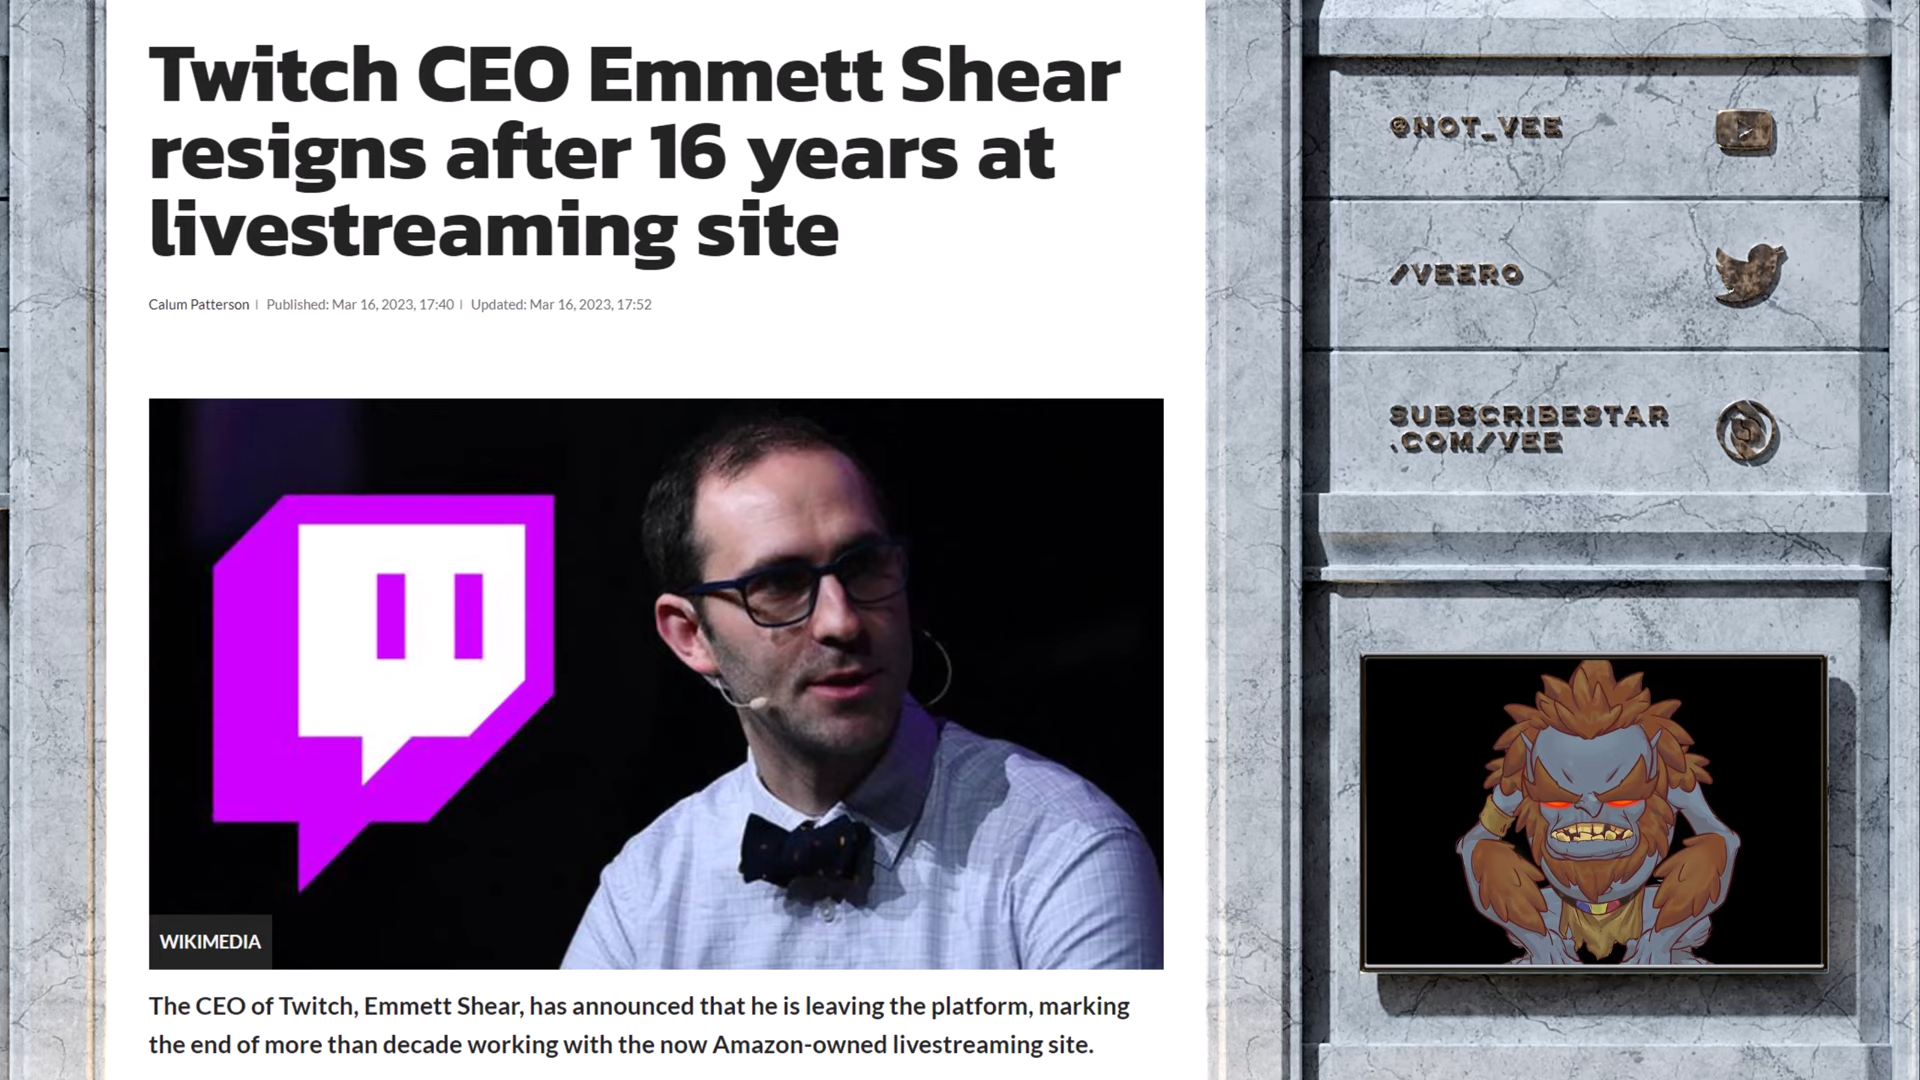 Twitch CEO Emmett Shear
resigns after 16 years at
livestreaming site
Calum Patterson | Published: Mar 16, 2023, 17:40 | Updated: Mar 16, 2023, 17:52
WIKIMEDIA
The CEO of Twitch, Emmett Shear, has announced that he is leaving the platform, marking
the end of more than decade working with the now Amazon-owned livestreaming site.
@NOT_VEE
/VEERO
SUBSCRIBESTAR
.COM/VEE